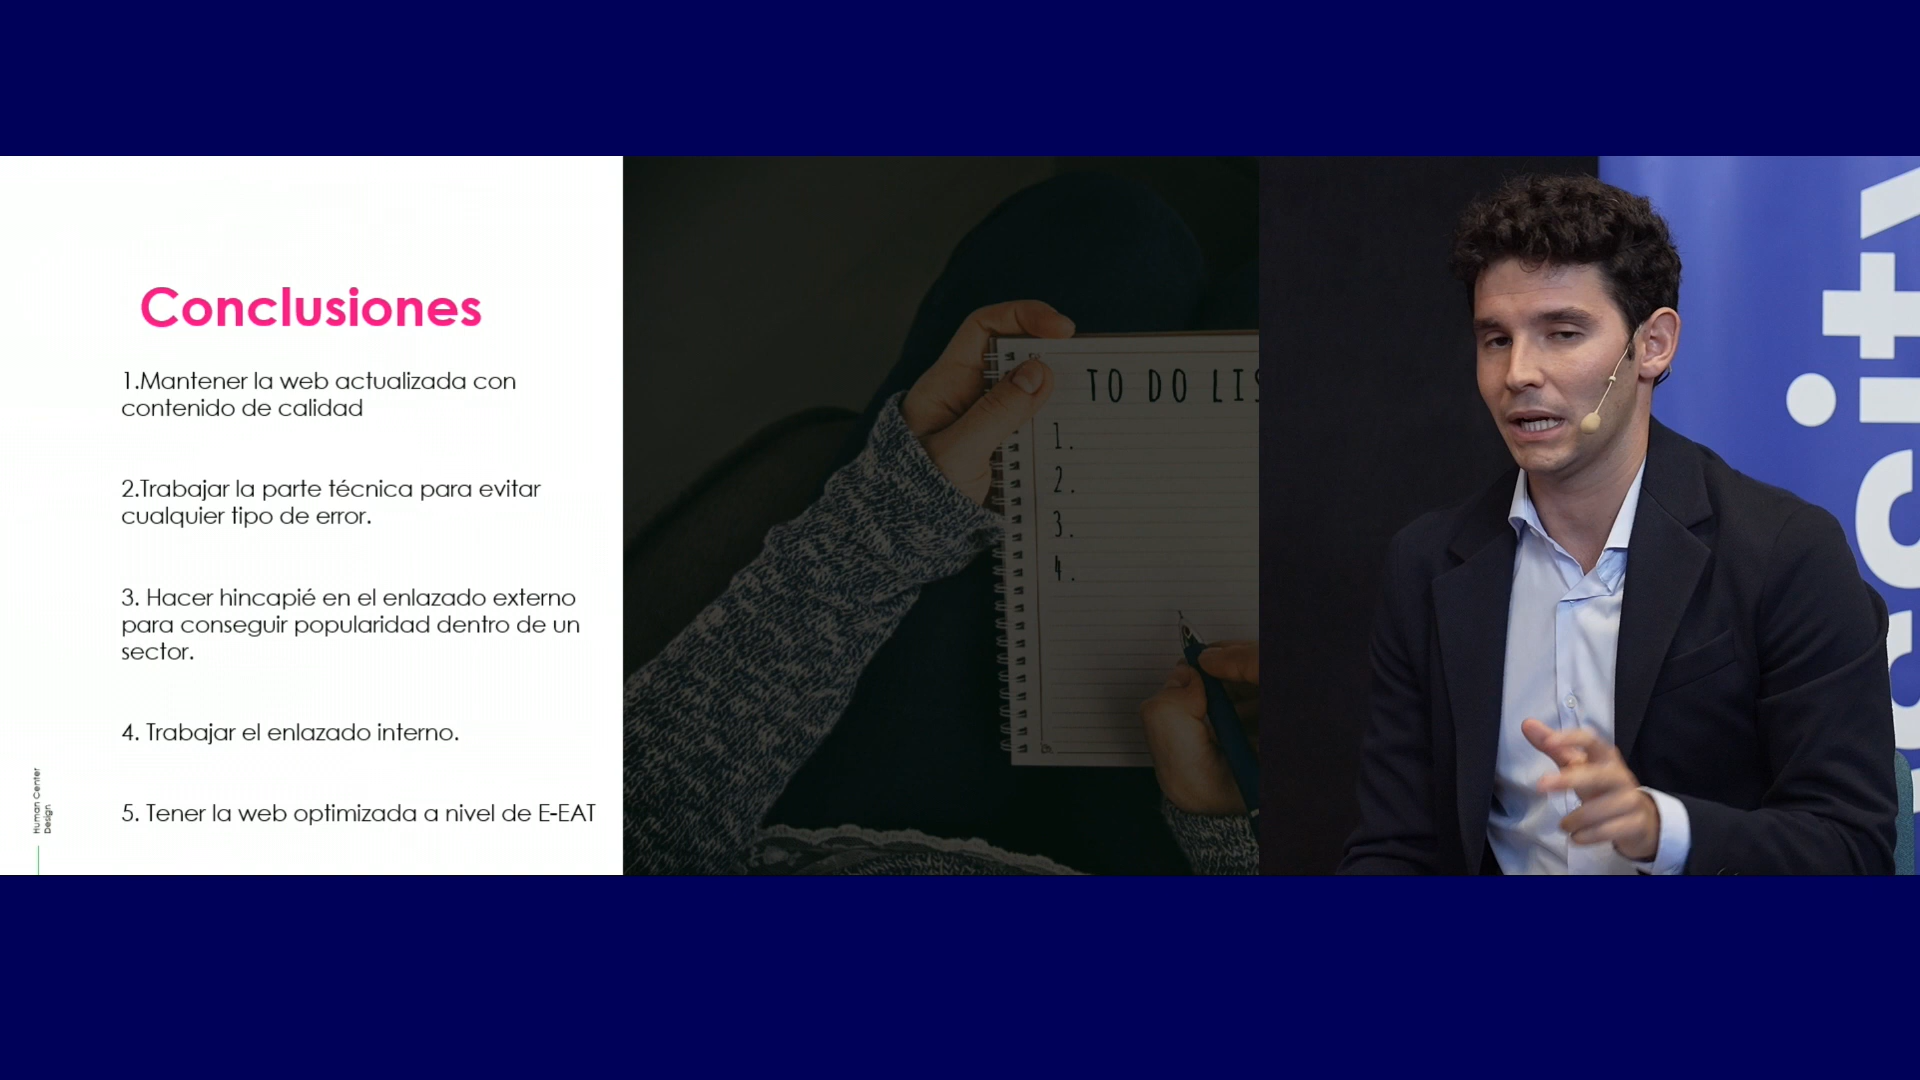 Conclusiones
1.Mantener la web actualizada con
contenido de calidad
2.Trabajar la parte técnica para evitar
cualquier tipo de error.
3. Hacer hincapié en el enlazado externo
para conseguir popularidad dentro de un
sector.
4. Trabajar el enlazado interno.
5. Tener la web optimizada a nivel de E-EAT
Human Center
Design
TO DO LIS
1.
2.
3.
4.